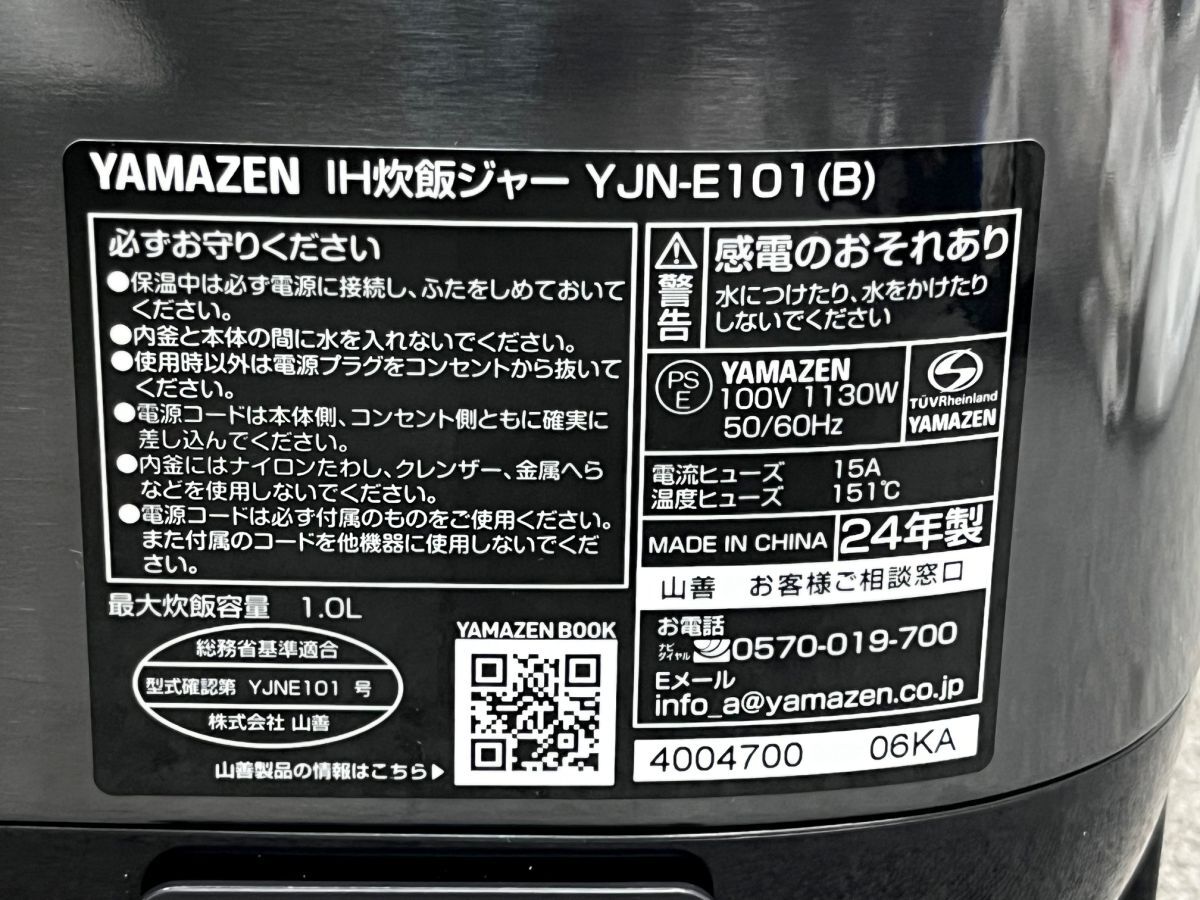 YAMAZEN IH炊飯ジャー YJN-E101(B)
必ずお守りください
●保温中は必ず電源に接続し、ふたをしめておいて
ください。
●内釜と本体の間に水を入れないでください。
●使用時以外は電源プラグをコンセントから抜いて
ください。
●電源コードは本体側、コンセント側ともに確実に
差し込んでください。
●内釜にはナイロンたわし、クレンザー、金属へら
などを使用しないでください。
●電源コードは必ず付属のものをご使用ください。
また付属のコードを他機器に使用しないでくだ
さい。
最大炊飯容量 1.0L
総務省基準適合
型式確認第 YJNE101 号
株式会社 山善
山善製品の情報はこちら▶
YAMAZEN BOOK
警告
感電のおそれあり
水につけたり、水をかけたり
しないでください
PS
E
YAMAZEN
100V 1130W
50/60Hz
TÜVRheinland
YAMAZEN
電流ヒューズ 15A
温度ヒューズ 151℃
MADE IN CHINA
24年製
山善 お客様ご相談窓口
お電話
ナビ
ダイヤル
0570-019-700
Eメール
info_a@yamazen.co.jp
4004700 06KA